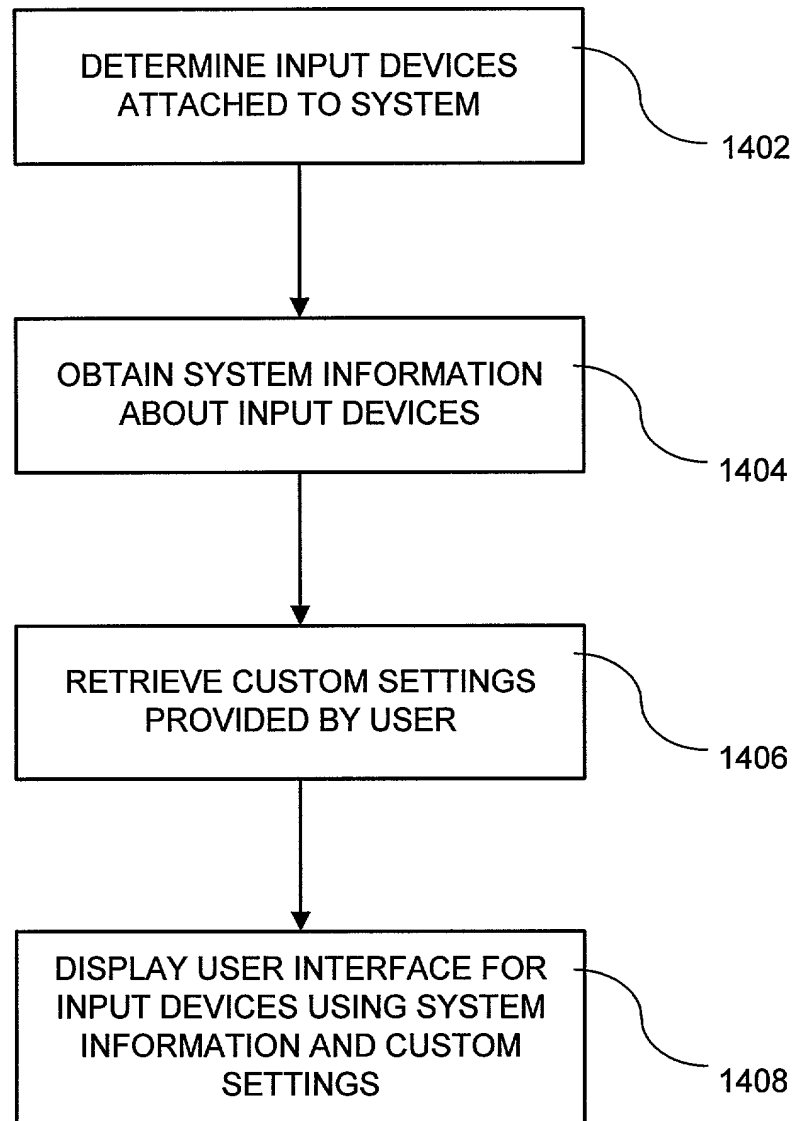 DETERMINE INPUT DEVICES
ATTACHED TO SYSTEM
1402
OBTAIN SYSTEM INFORMATION
ABOUT INPUT DEVICES
1404
RETRIEVE CUSTOM SETTINGS
PROVIDED BY USER
1406
DISPLAY USER INTERFACE FOR
INPUT DEVICES USING SYSTEM
INFORMATION AND CUSTOM
SETTINGS
1408